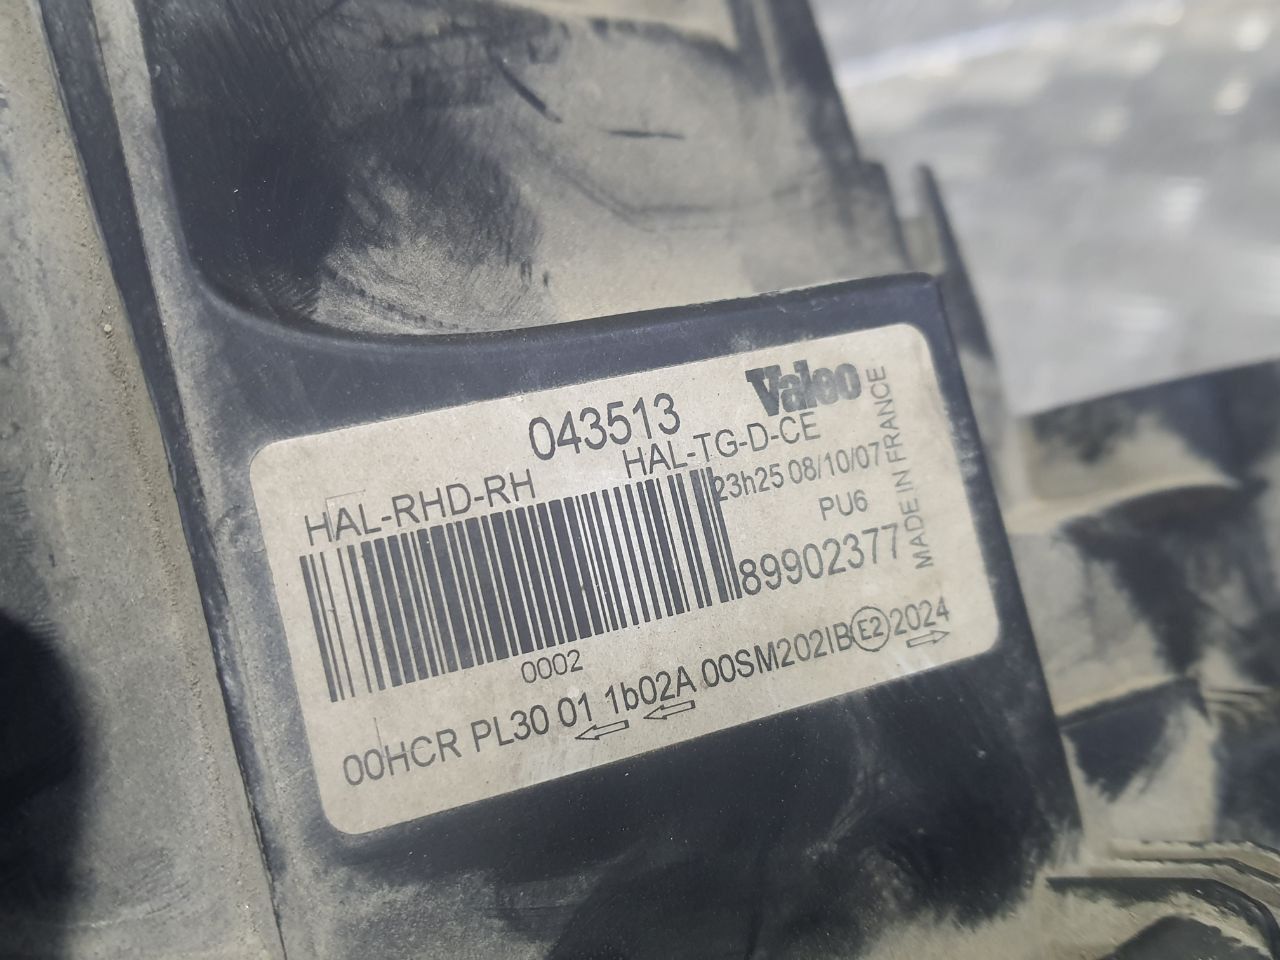 043513
Valeo
HAL-RHD-RH
HAL-TG-D-CE
23h25 08/10/07
PU6
MADE IN FRANCE
89902377
0002
00HCR PL30 01 1b02A 00SM202IB E2 2024